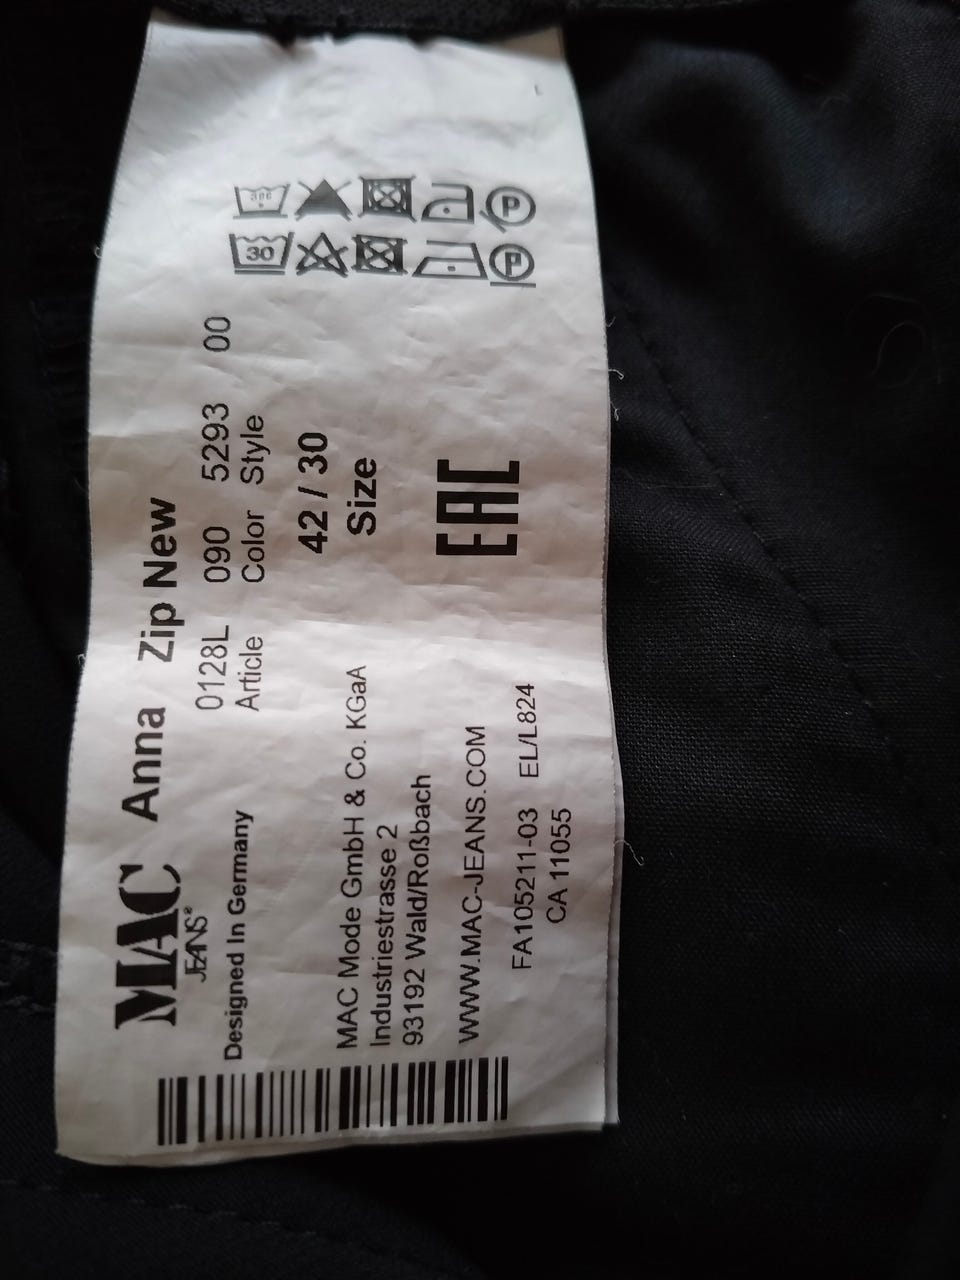 MAC Anna Zip New
JEANS®
0128L 090 5293 00
Article Color Style
Designed In Germany
42 / 30
Size
MAC Mode GmbH & Co. KGaA
Industriestrasse 2
93192 Wald/Roßbach
WWW.MAC-JEANS.COM
EAC
FA105211-03 EL/L824
CA 11055
30
P
P